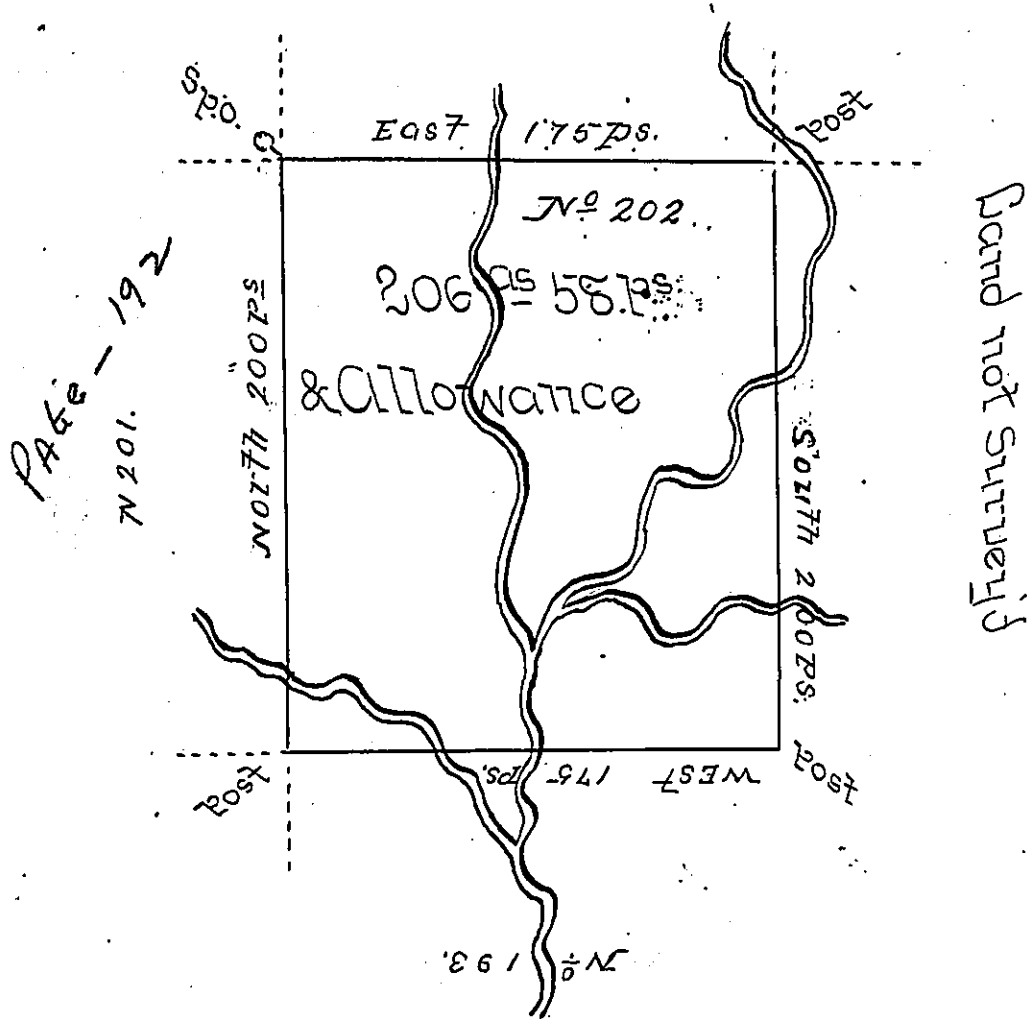 S.p.o.
East 175 ps.
post
Nº 202.
206 as 58.ps
& Allowance
North 200 ps
PAGE - 192
N 201.
South 200 ps.
Land not Surveyd
post
WEST 175 ps.
post
Nº 193.